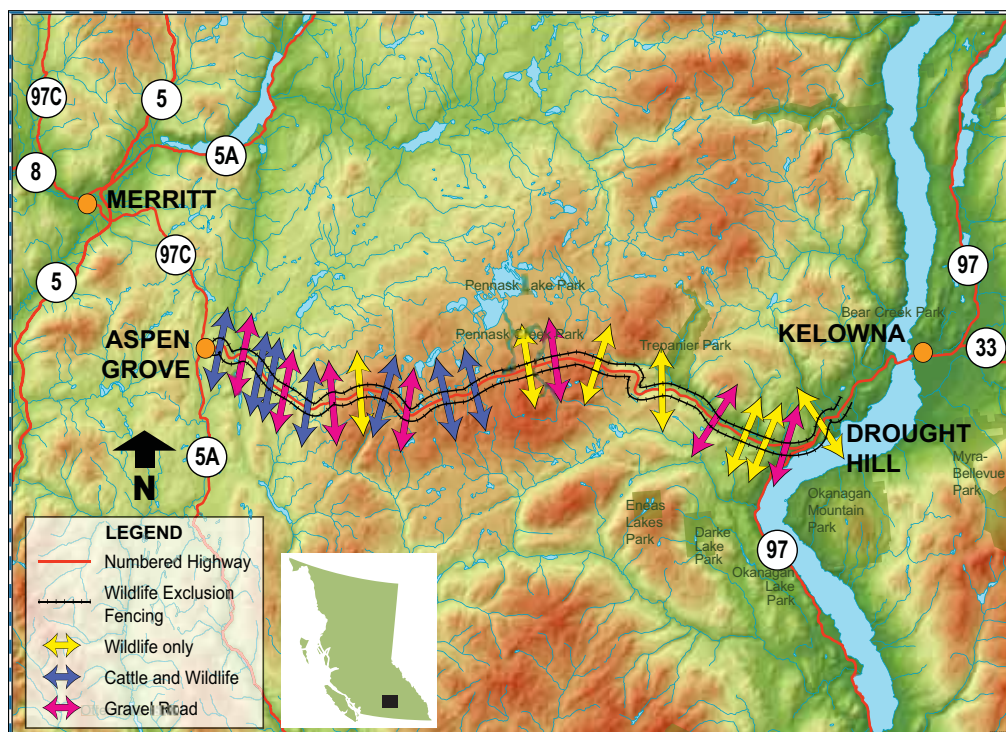 97C
5
5A
8
MERRITT
97C
5
97
Pennask Lake Park
Bear Creek Park
KELOWNA
33
ASPEN
GROVE
Pennask Creek Park
Trepanier Park
5A
N
DROUGHT
HILL
Myra-
Bellevue
Park
Okanagan
Mountain
Park
Eneas
Lakes
Park
Darke
Lake
Park
97
Okanagan
Lake
Park
LEGEND
Numbered Highway
Wildlife Exclusion
Fencing
Wildlife only
Cattle and Wildlife
Gravel Road